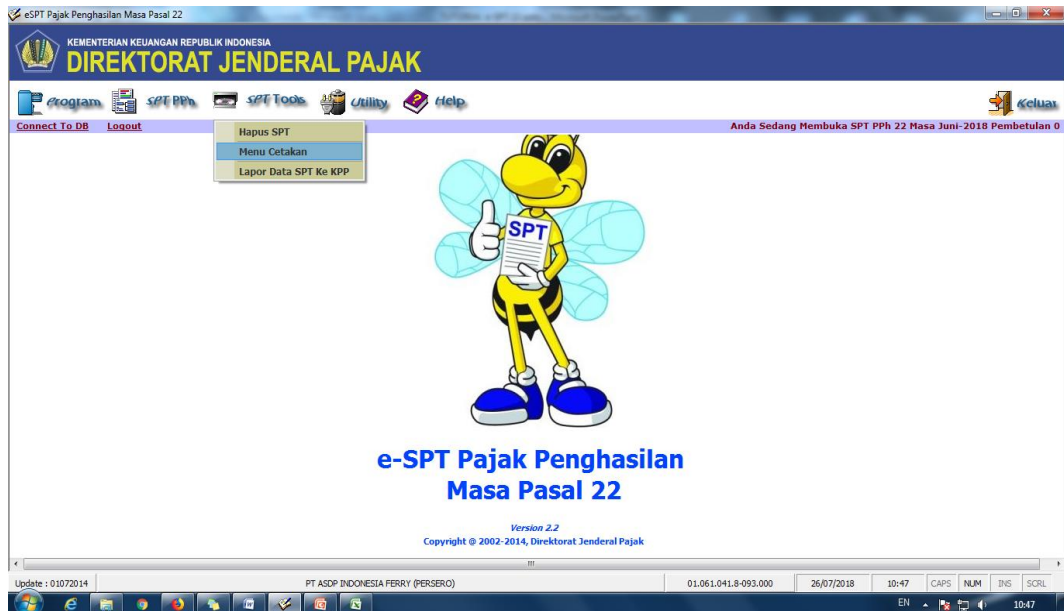 eSPT Pajak Penghasilan Masa Pasal 22
KEMENTERIAN KEUANGAN REPUBLIK INDONESIA
DIREKTORAT JENDERAL PAJAK
Program SPT PPh SPT Tools Utility Help Keluar
Connect To DB Logout Anda Sedang Membuka SPT PPh 22 Masa Juni-2018 Pembetulan 0
Hapus SPT
Menu Cetakan
Lapor Data SPT Ke KPP
SPT
e-SPT Pajak Penghasilan
Masa Pasal 22
Version 2.2
Copyright @ 2002-2014, Direktorat Jenderal Pajak
Update : 01072014 PT ASDP INDONESIA FERRY (PERSERO) 01.061.041.8-093.000 26/07/2018 10:47 CAPS NUM INS SCRL
EN 10:47